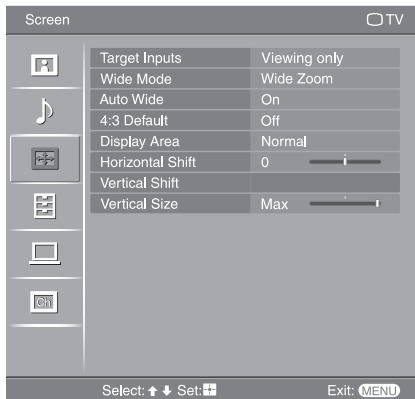 Screen TV
Target Inputs Viewing only
Wide Mode Wide Zoom
Auto Wide On
4:3 Default Off
Display Area Normal
Horizontal Shift 0
Vertical Shift
Vertical Size Max
Ch
Select: Set: Exit: MENU